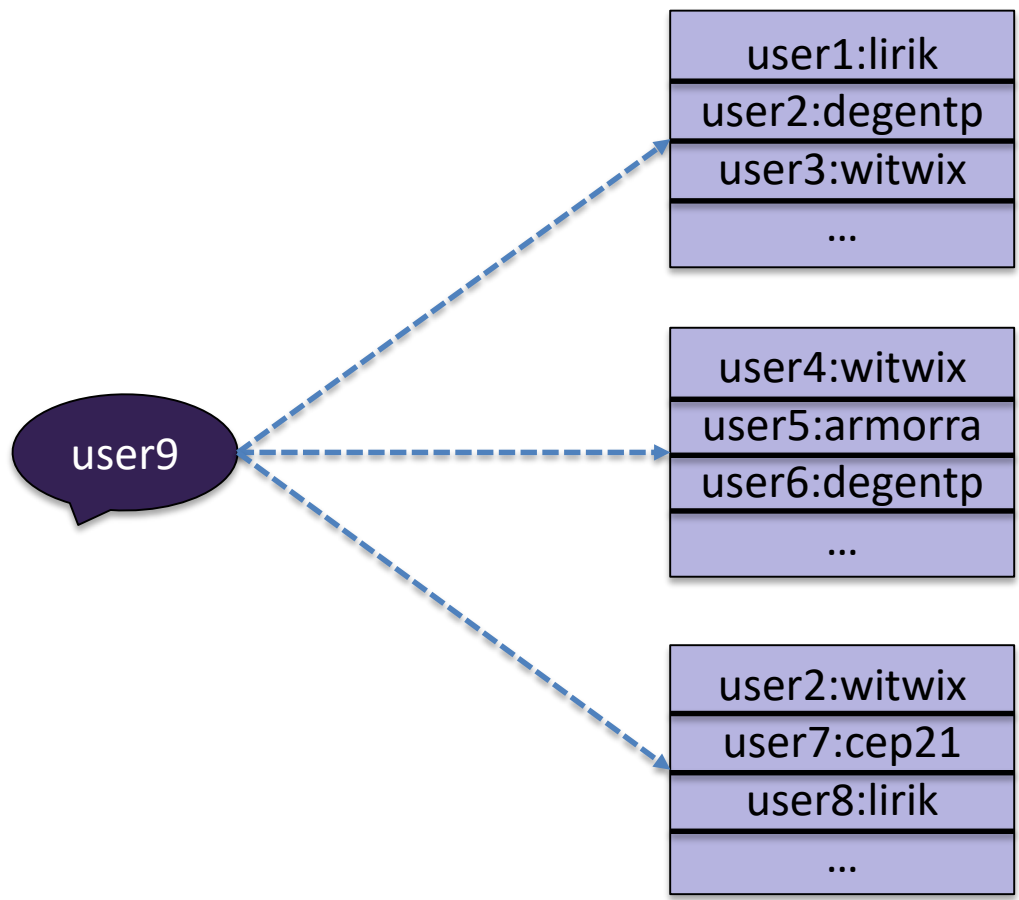 user1:lirik
user2:degentp
user3:witwix
...
user9
user4:witwix
user5:armorra
user6:degentp
...
user2:witwix
user7:cep21
user8:lirik
...